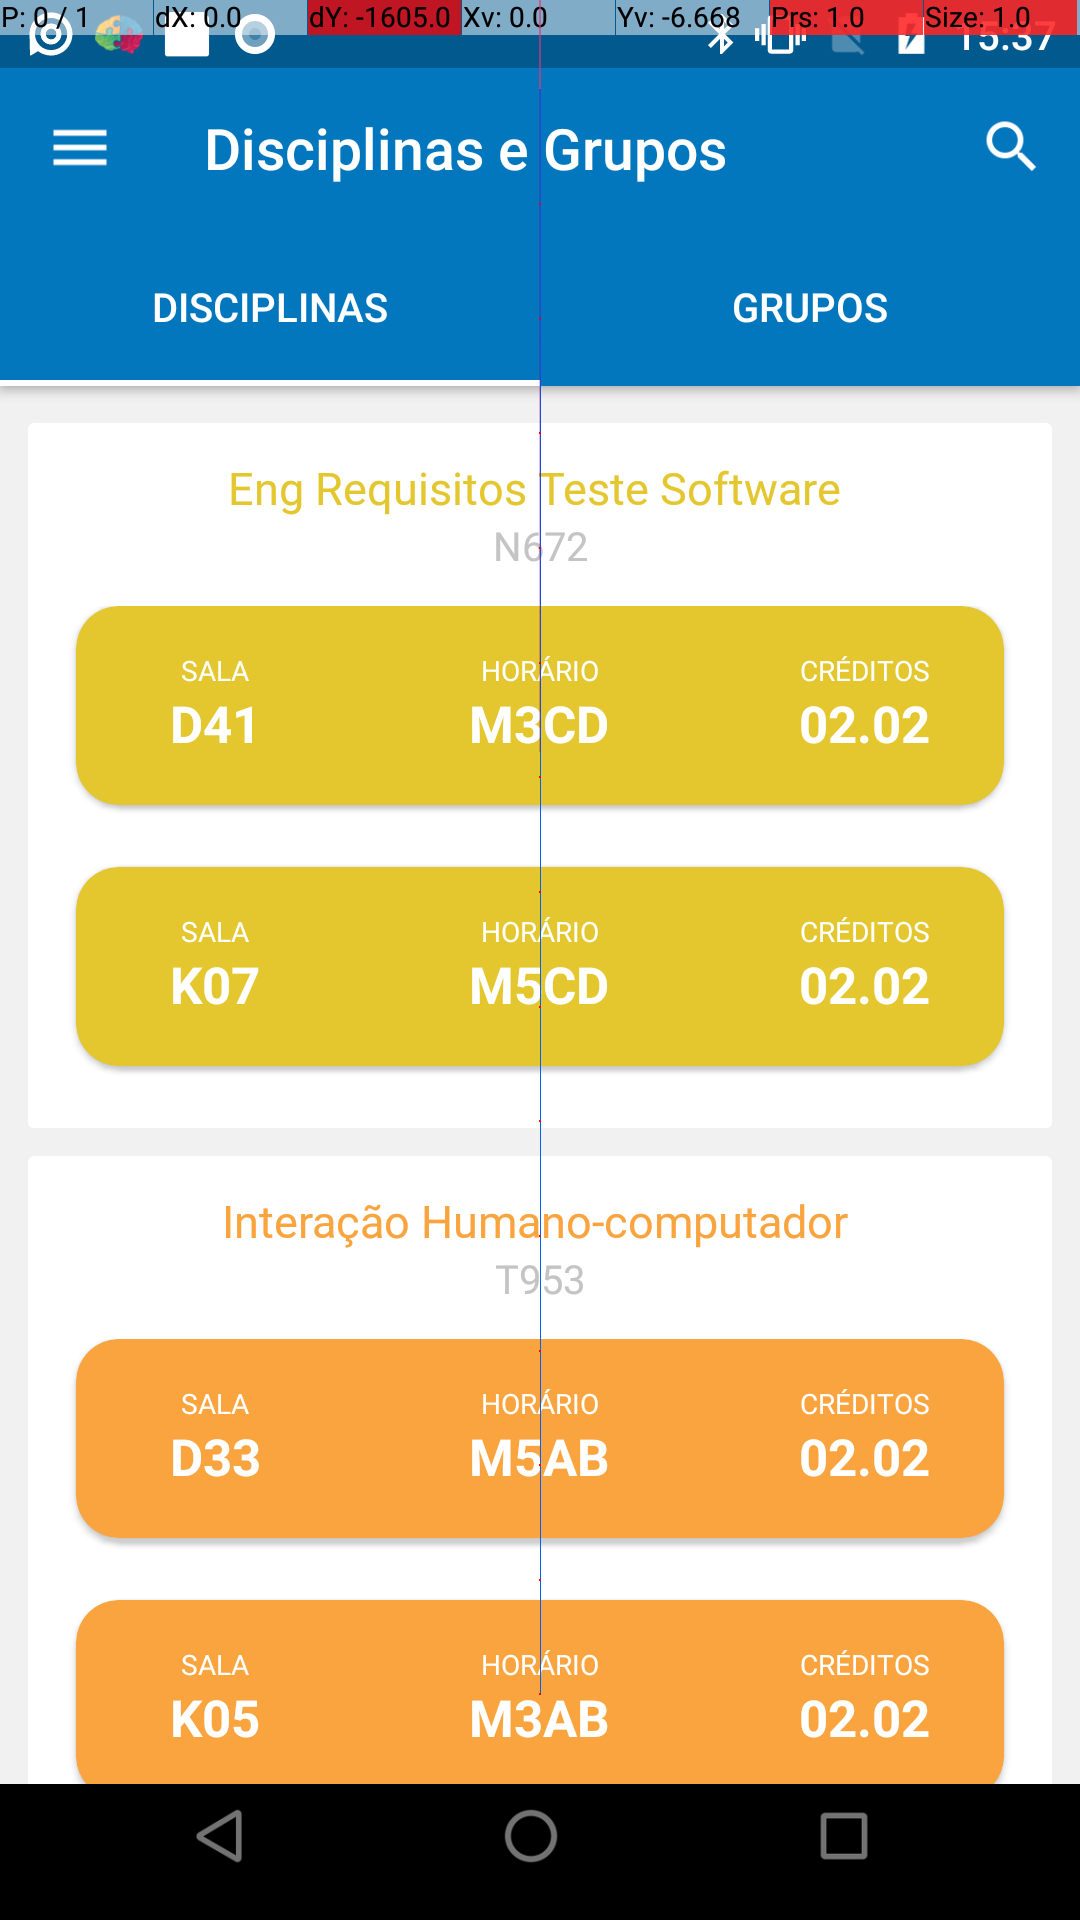 P: 0 / 1 dX: 0.0 dY: -1605.0 Xv: 0.0 Yv: -6.668 Prs: 1.0 Size: 1.0
15:37
Disciplinas e Grupos
DISCIPLINAS GRUPOS
Eng Requisitos Teste Software
N672
SALA HORÁRIO CRÉDITOS
D41 M3CD 02.02
SALA HORÁRIO CRÉDITOS
K07 M5CD 02.02
Interação Humano-computador
T953
SALA HORÁRIO CRÉDITOS
D33 M5AB 02.02
SALA HORÁRIO CRÉDITOS
K05 M3AB 02.02